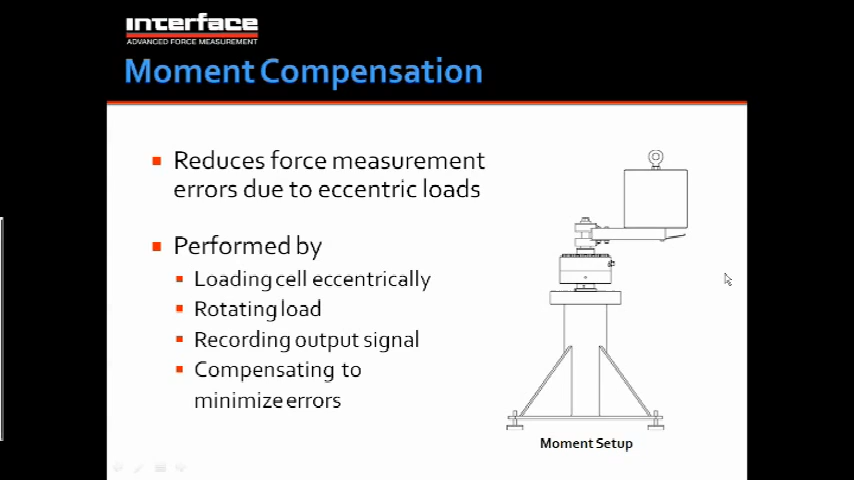 interface
ADVANCED FORCE MEASUREMENT
Moment Compensation
Reduces force measurement
errors due to eccentric loads
Performed by
Loading cell eccentrically
Rotating load
Recording output signal
Compensating to
minimize errors
Moment Setup